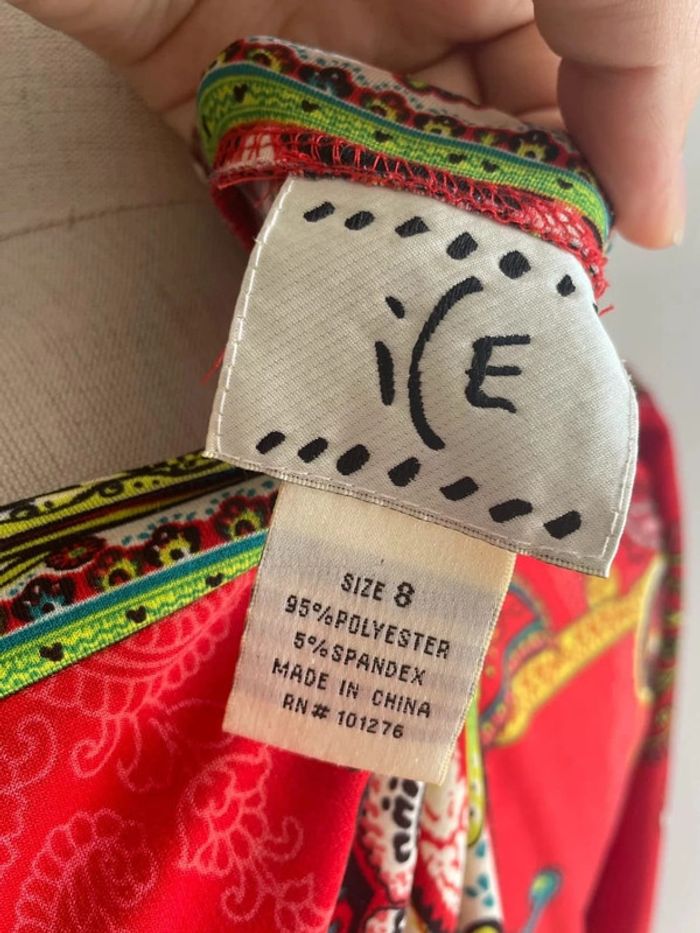 iCE
SIZE 8
95%POLYESTER
5%SPANDEX
MADE IN CHINA
RN# 101276